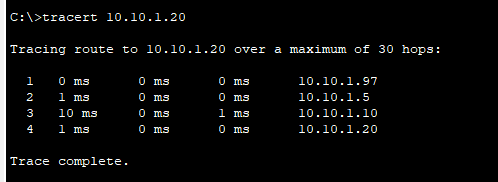 C:\>tracert 10.10.1.20
Tracing route to 10.10.1.20 over a maximum of 30 hops:
1 0 ms 0 ms 0 ms 10.10.1.97
2 1 ms 0 ms 0 ms 10.10.1.5
3 10 ms 0 ms 1 ms 10.10.1.10
4 1 ms 0 ms 0 ms 10.10.1.20
Trace complete.